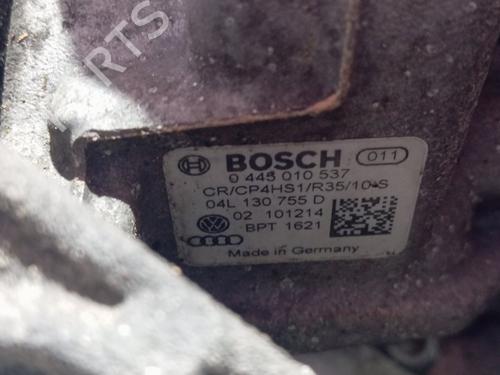 PARTS
BOSCH 011
0 445 010 537
CR/CP4HS1/R35/10-S
04L 130 755 D
02 101214
BPT 1621
Made in Germany